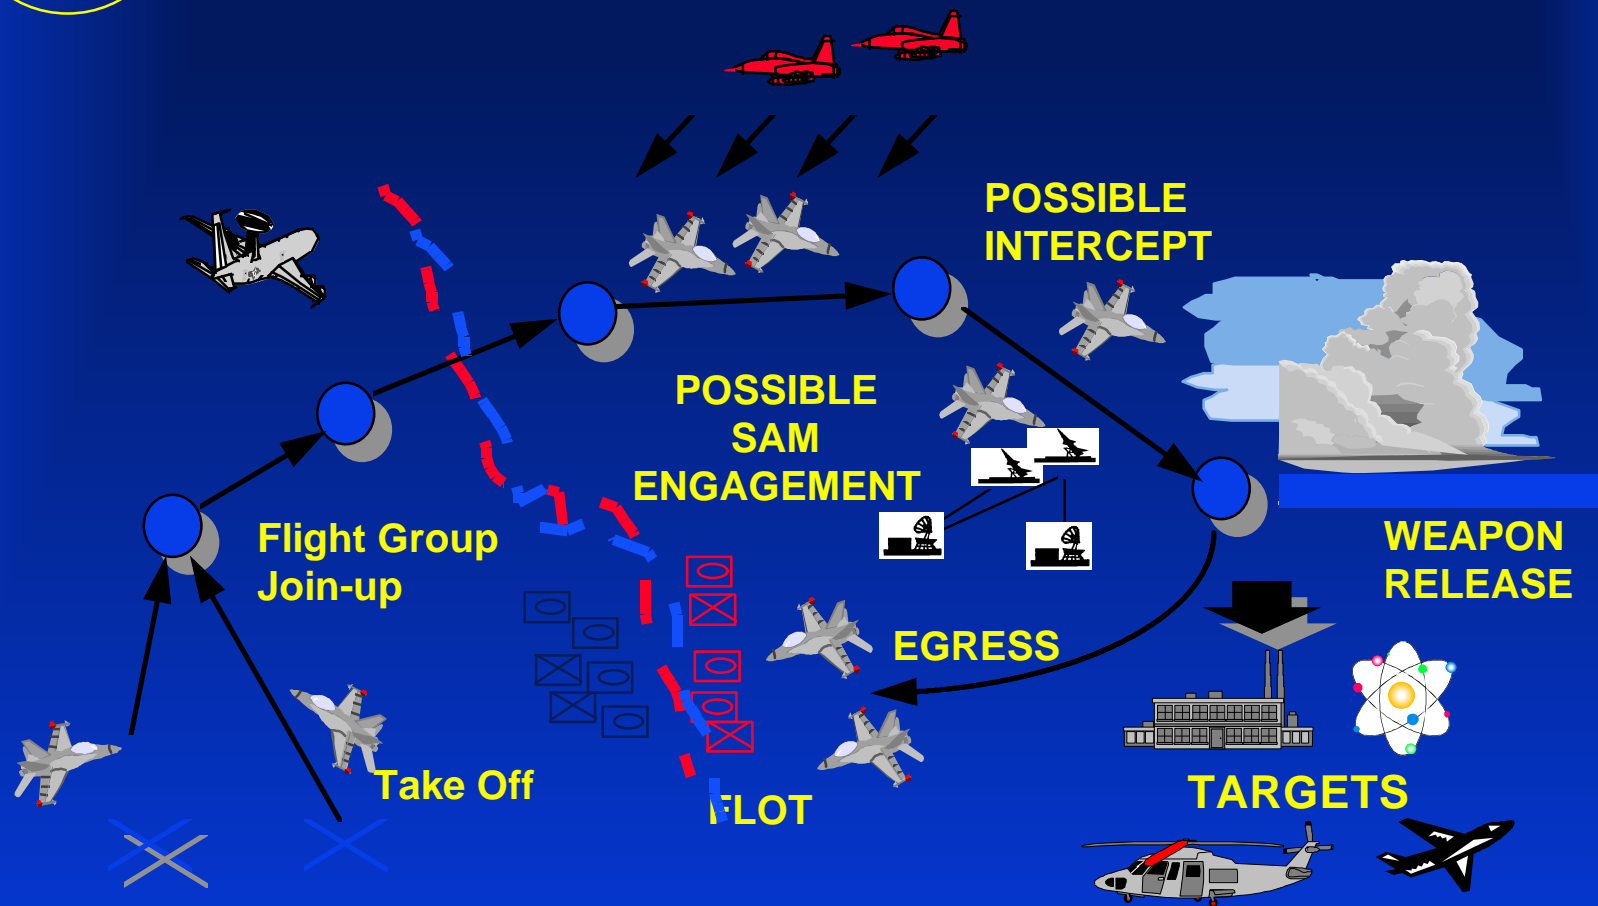 POSSIBLE
INTERCEPT
POSSIBLE
SAM
ENGAGEMENT
Flight Group
Join-up
WEAPON
RELEASE
EGRESS
Take Off
FLOT
TARGETS